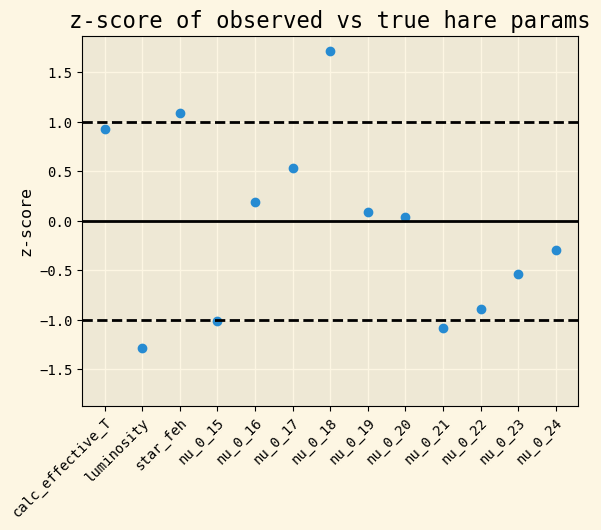 z-score of observed vs true hare params
z-score
1.5
1.0
0.5
0.0
−0.5
−1.0
−1.5
calc_effective_T
luminosity
star_feh
nu_0_15
nu_0_16
nu_0_17
nu_0_18
nu_0_19
nu_0_20
nu_0_21
nu_0_22
nu_0_23
nu_0_24